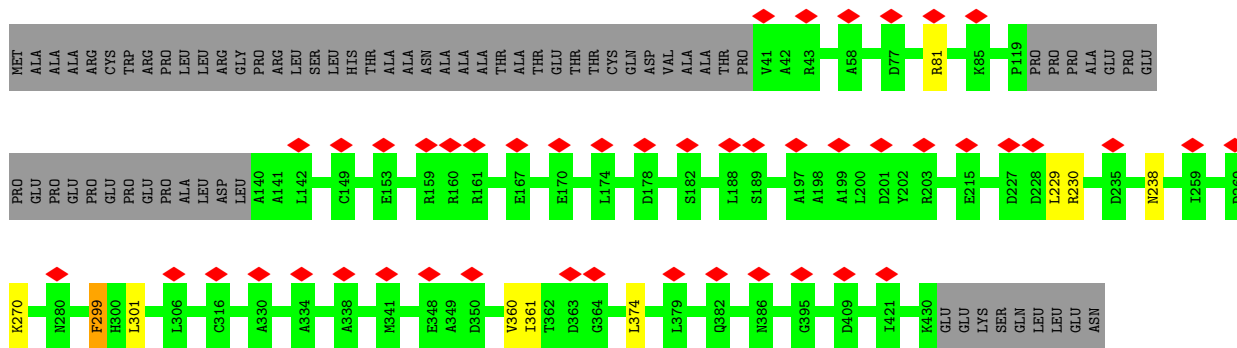 MET ALA ALA ALA ALA ARG CYS TRP ARG PRO LEU LEU ARG GLY PRO ARG LEU SER LEU HIS THR ALA ALA ASN ALA ALA ALA THR ALA THR GLU THR THR CYS GLN ASP VAL ALA ALA THR PRO V41 A42 R43 A58 D77 R81 K85 P119 PRO PRO PRO ALA GLU PRO GLU
PRO GLU PRO GLU PRO GLU PRO GLU PRO ALA LEU ASP LEU A140 A141 L142 C149 E153 R159 R160 R161 E167 E170 L174 D178 S182 L188 S189 A197 A198 A199 L200 D201 Y202 R203 E215 D227 D228 L229 R230 D235 N238 I259
K270 N280 F299 H300 L301 L306 C316 A330 A334 A338 M341 E348 A349 D350 V360 I361 T362 D363 G364 L374 L379 Q382 N386 G395 D409 I421 K430 GLU GLU LYS SER GLN LEU LEU GLU ASN